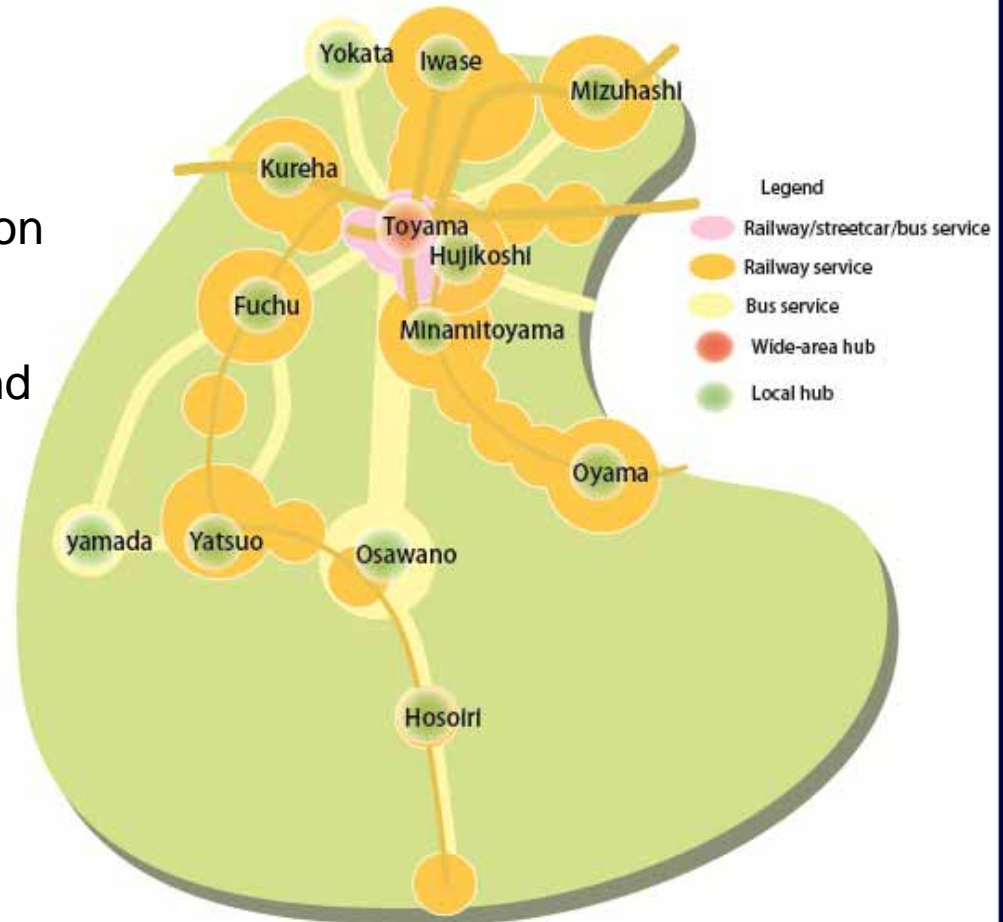 on
nd
Yokata
Iwase
Mizuhashi
Kureha
Toyama
Hujikoshi
Fuchu
Minamitoyama
Oyama
yamada
Yatsuo
Osawano
Hosoiri
Legend
Railway/streetcar/bus service
Railway service
Bus service
Wide-area hub
Local hub